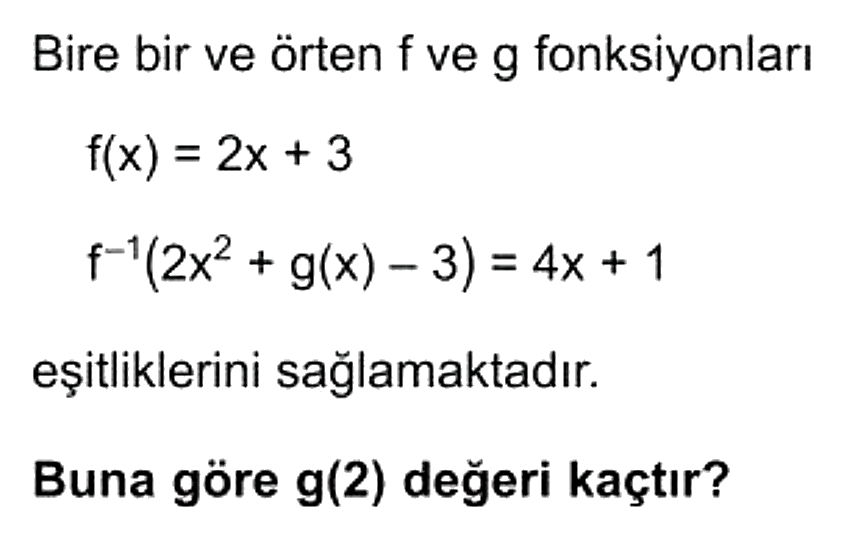 Bire bir ve örten f ve g fonksiyonları
f(x) = 2x + 3
f⁻¹(2x² + g(x) – 3) = 4x + 1
eşitliklerini sağlamaktadır.
Buna göre g(2) değeri kaçtır?